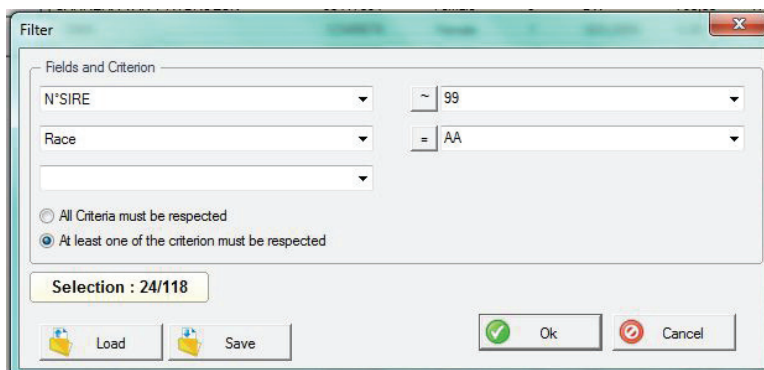 Filter
Fields and Criterion
N°SIRE ~ 99
Race = AA
All Criteria must be respected
At least one of the criterion must be respected
Selection : 24/118
Load Save Ok Cancel